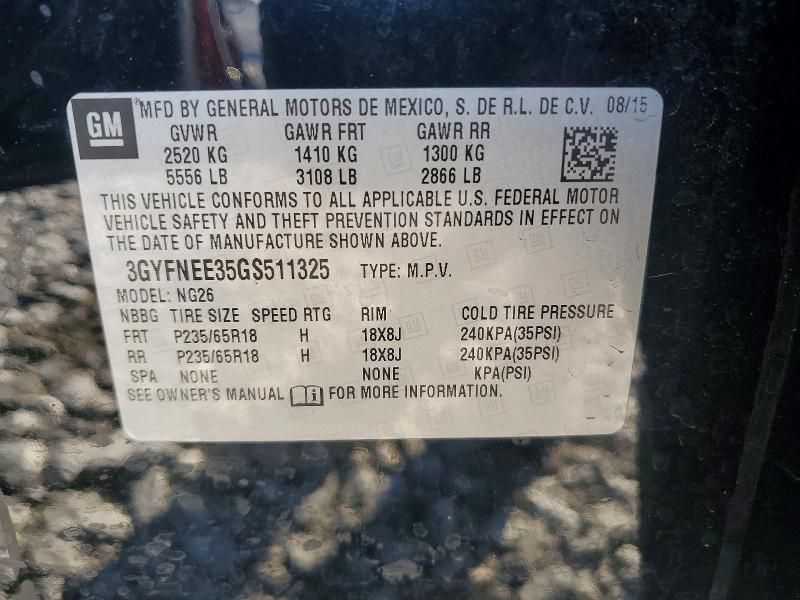 GM ®MFD BY GENERAL MOTORS DE MEXICO, S. DE R.L. DE C.V. 08/15
GVWR GAWR FRT GAWR RR
2520 KG 1410 KG 1300 KG
5556 LB 3108 LB 2866 LB
THIS VEHICLE CONFORMS TO ALL APPLICABLE U.S. FEDERAL MOTOR
VEHICLE SAFETY AND THEFT PREVENTION STANDARDS IN EFFECT ON
THE DATE OF MANUFACTURE SHOWN ABOVE.
3GYFNEE35GS511325 TYPE: M.P.V.
MODEL: NG26
NBBG TIRE SIZE SPEED RTG RIM COLD TIRE PRESSURE
FRT P235/65R18 H 18X8J 240KPA(35PSI)
RR P235/65R18 H 18X8J 240KPA(35PSI)
SPA NONE NONE KPA(PSI)
SEE OWNER'S MANUAL i FOR MORE INFORMATION.